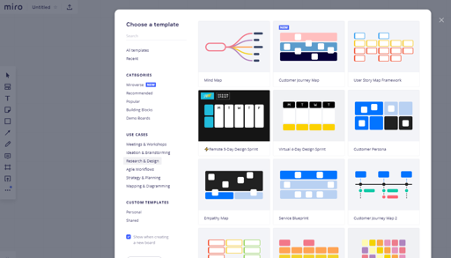 miro
Untitled
Choose a template
Search
All templates
Recent
CATEGORIES
Miroverse NEW
Recommended
Popular
Building Blocks
Demo Boards
USE CASES
Meetings & Workshops
Ideation & Brainstorming
Research & Design
Agile Workflows
Strategy & Planning
Mapping & Diagramming
CUSTOM TEMPLATES
Personal
Shared
Show when creating
a new board
Mind Map
Customer Journey Map
User Story Map Framework
M T W T F
⚡Remote 5-Day Design Sprint
M T W T
Virtual 4-Day Design Sprint
Customer Persona
Empathy Map
Service Blueprint
Customer Journey Map 2